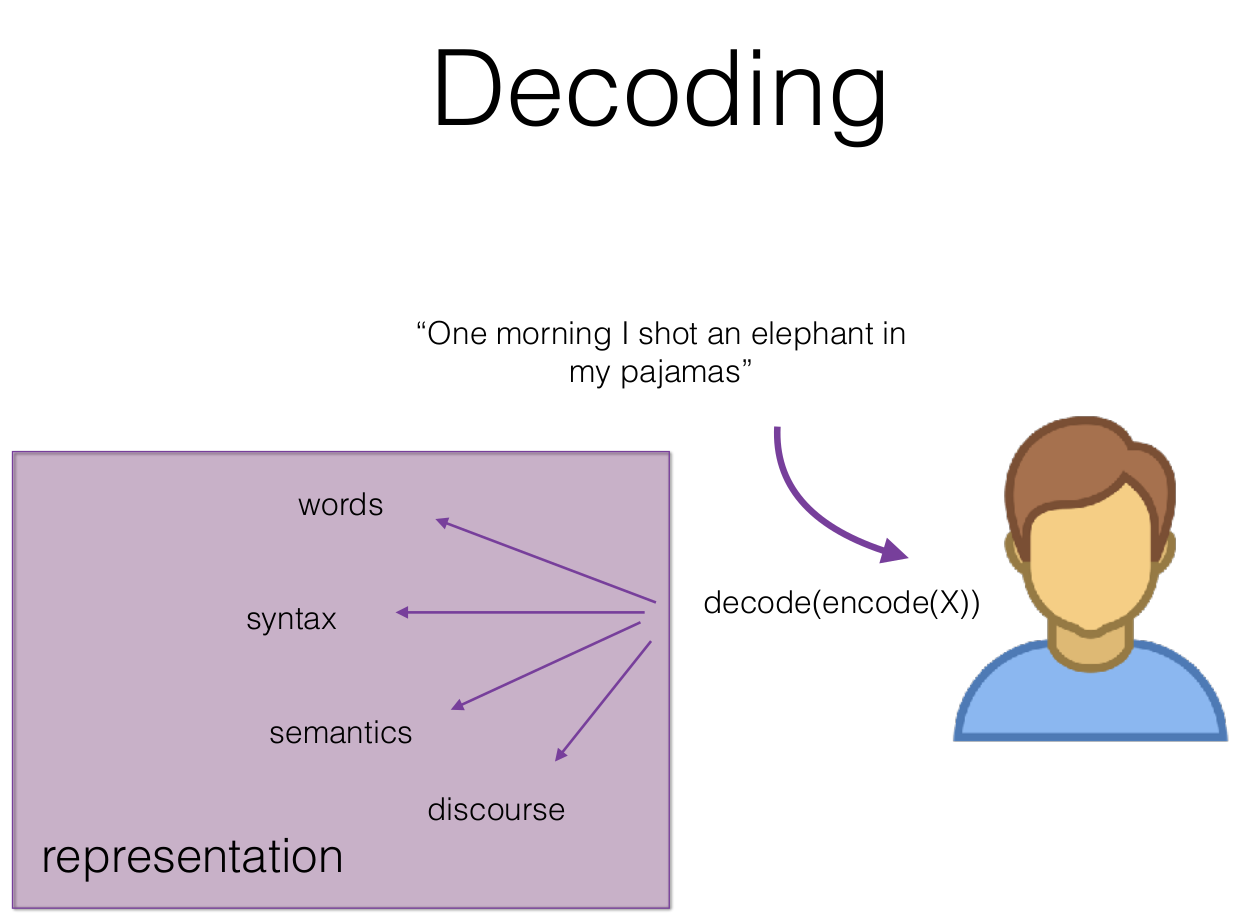 Decoding
“One morning I shot an elephant in
my pajamas”
words
decode(encode(X))
syntax
semantics
discourse
representation